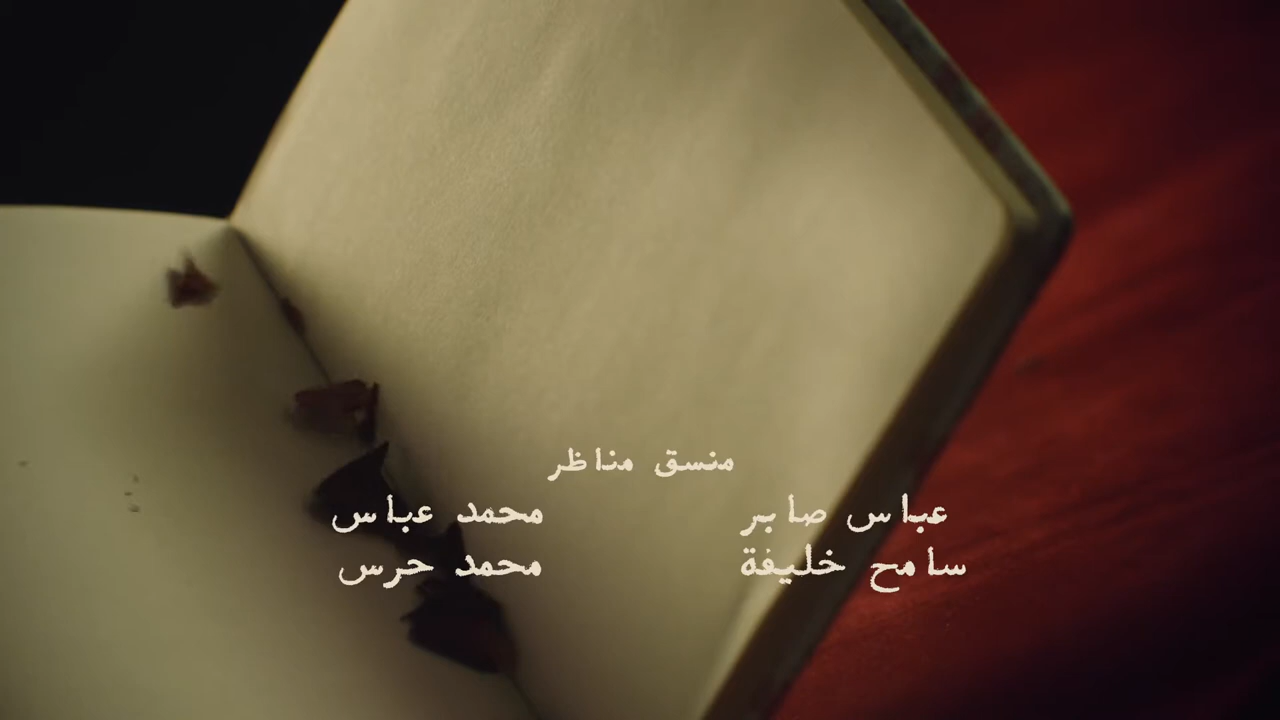 منسق مناظر
عباس صابر محمد عباس
سامح خليفة محمد حرس